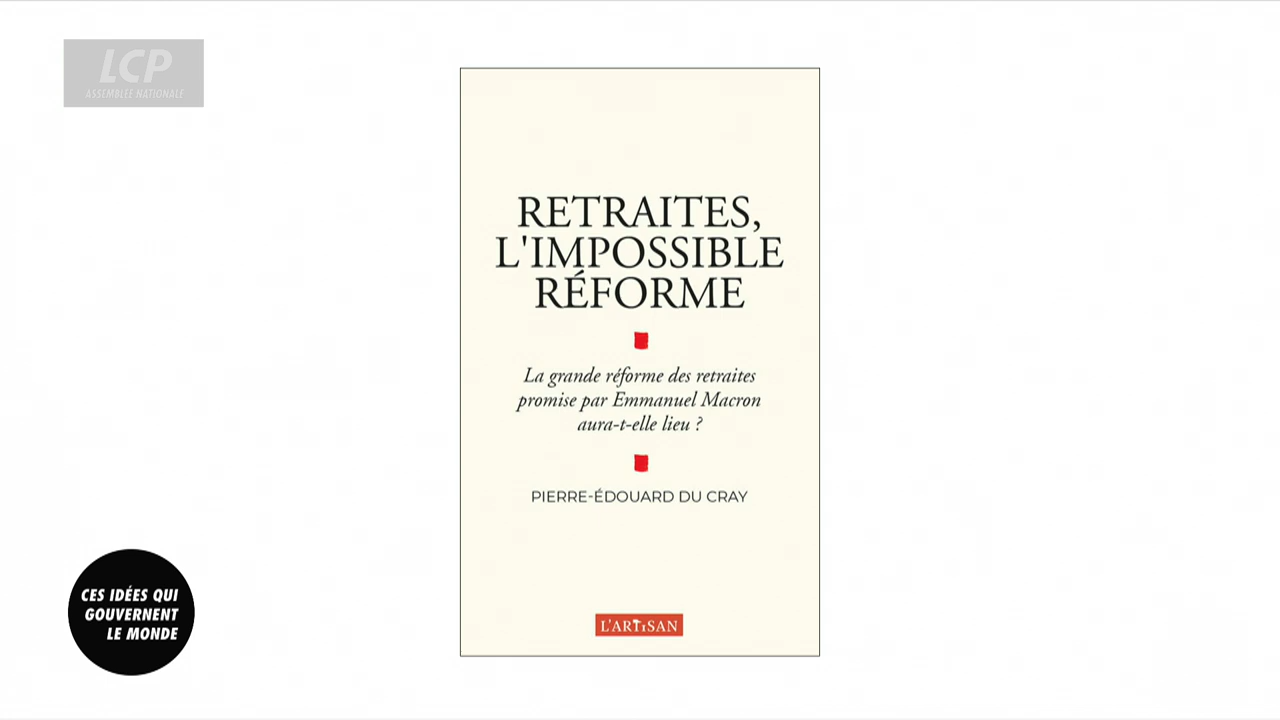 LCP
ASSEMBLÉE NATIONALE
RETRAITES,
L'IMPOSSIBLE
RÉFORME
La grande réforme des retraites
promise par Emmanuel Macron
aura-t-elle lieu ?
PIERRE-ÉDOUARD DU CRAY
L'ARTISAN
CES IDÉES QUI
GOUVERNENT
LE MONDE